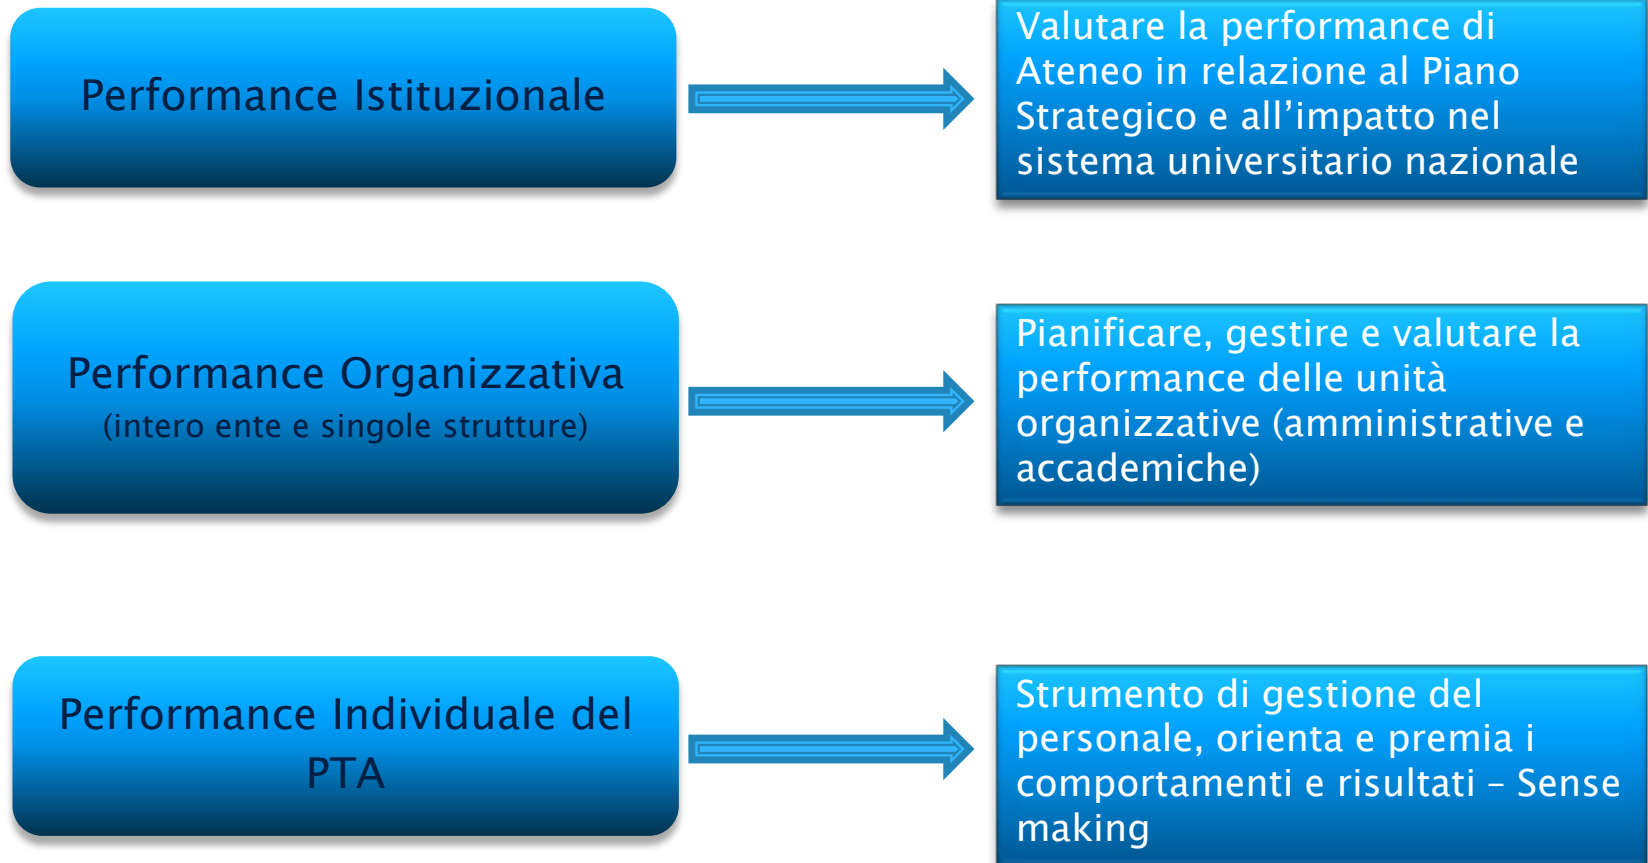 Performance Istituzionale
Valutare la performance di
Ateneo in relazione al Piano
Strategico e all’impatto nel
sistema universitario nazionale
Performance Organizzativa
(intero ente e singole strutture)
Pianificare, gestire e valutare la
performance delle unità
organizzative (amministrative e
accademiche)
Performance Individuale del
PTA
Strumento di gestione del
personale, orienta e premia i
comportamenti e risultati – Sense
making